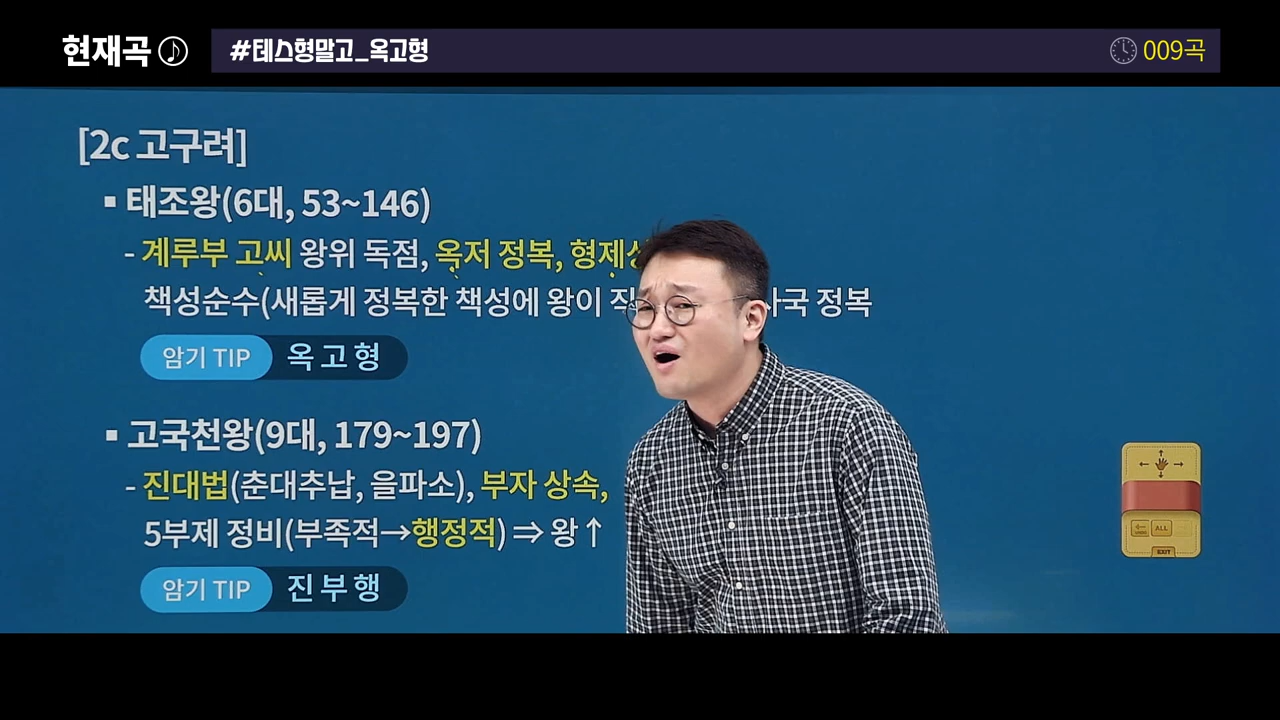 현재곡
#테스형말고_옥고형
009곡
[2c 고구려]
▪ 태조왕(6대, 53~146)
- 계루부 고씨 왕위 독점, 옥저 정복, 형제
책성순수(새롭게 정복한 책성에 왕이 정복
암기 TIP 옥 고 형
▪ 고국천왕(9대, 179~197)
- 진대법(춘대추납, 을파소), 부자 상속,
5부제 정비(부족적→행정적) ⇒ 왕↑
암기 TIP 진 부 행
ALL
EXIT